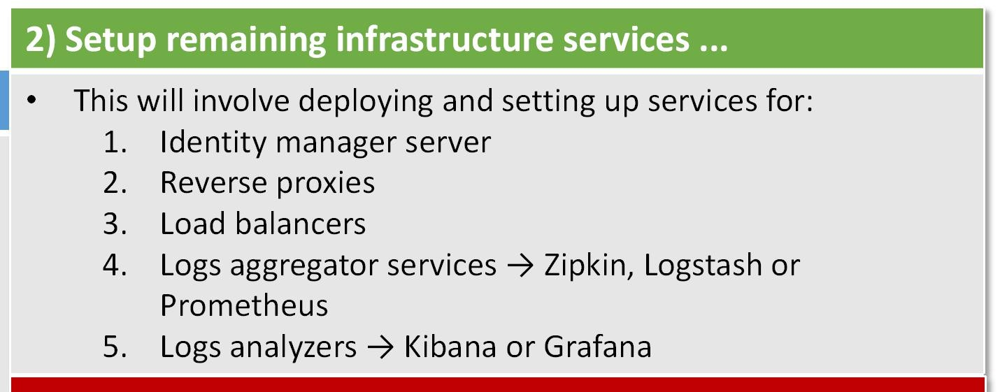 2) Setup remaining infrastructure services ...
• This will involve deploying and setting up services for:
1. Identity manager server
2. Reverse proxies
3. Load balancers
4. Logs aggregator services → Zipkin, Logstash or
Prometheus
5. Logs analyzers → Kibana or Grafana